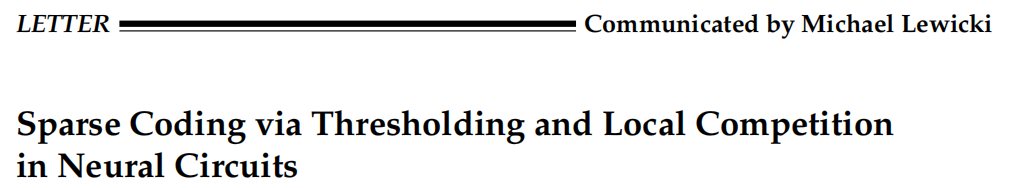 LETTER Communicated by Michael Lewicki
Sparse Coding via Thresholding and Local Competition
in Neural Circuits